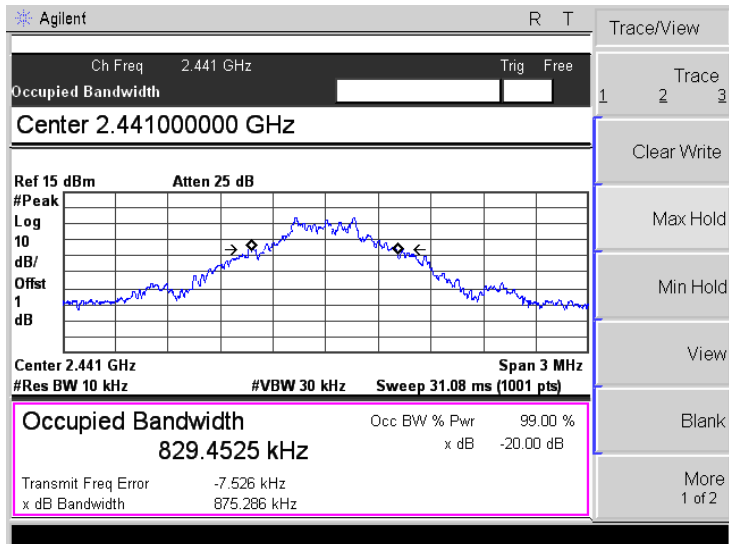 Agilent
R T
Ch Freq 2.441 GHz Trig Free
Occupied Bandwidth
Center 2.441000000 GHz
Ref 15 dBm Atten 25 dB
#Peak
Log
10
dB/
Offst
1
dB
Center 2.441 GHz Span 3 MHz
#Res BW 10 kHz #VBW 30 kHz Sweep 31.08 ms (1001 pts)
Occupied Bandwidth
829.4525 kHz
Occ BW % Pwr 99.00 %
x dB -20.00 dB
Transmit Freq Error -7.526 kHz
x dB Bandwidth 875.286 kHz
Trace/View
Trace
1 2 3
Clear Write
Max Hold
Min Hold
View
Blank
More
1 of 2